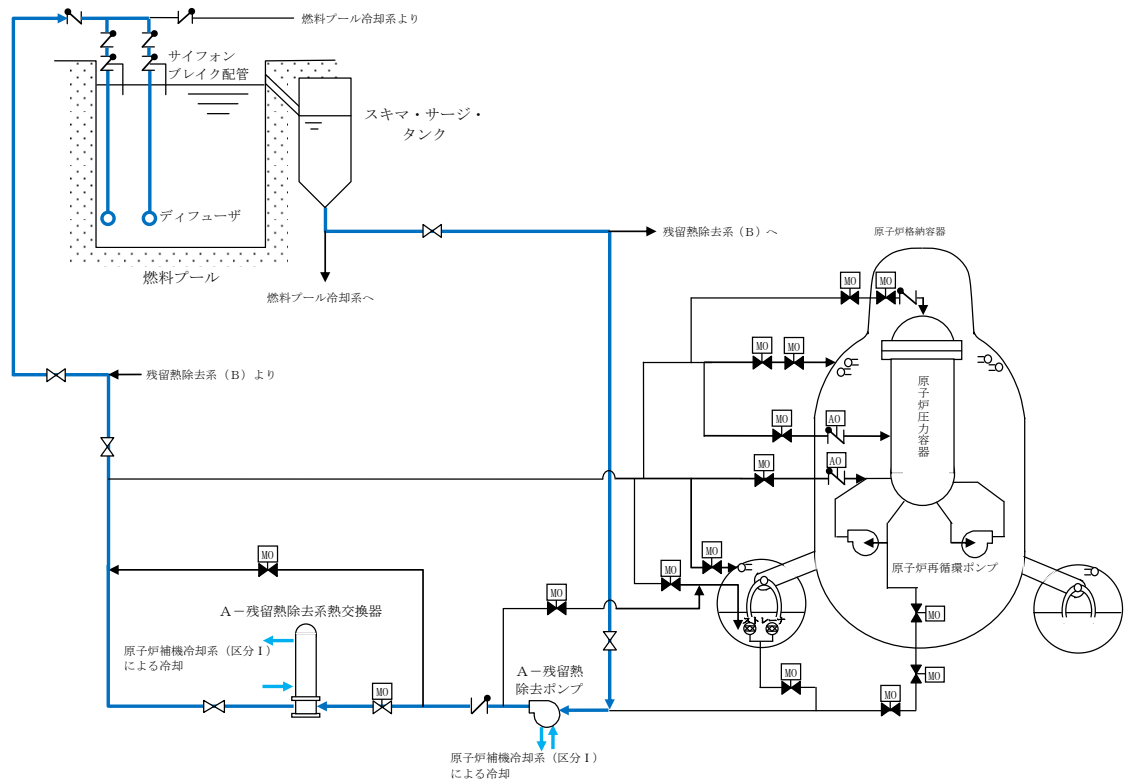 燃料プール冷却系より
サイフォン
ブレイク配管
スキマ・サージ・
タンク
ディフューザ
残留熱除去系（B）へ
原子炉格納容器
燃料プール
燃料プール冷却系へ
MO
MO
MO
MO
残留熱除去系（B）より
原子炉圧力容器
MO
AO
MO
AO
MO
MO
MO
原子炉再循環ポンプ
MO
A－残留熱除去系熱交換器
MO
ストレーナ
原子炉補機冷却系（区分Ⅰ）
による冷却
A－残留熱
除去ポンプ
MO
MO
MO
MO
原子炉補機冷却系（区分Ⅰ）
による冷却